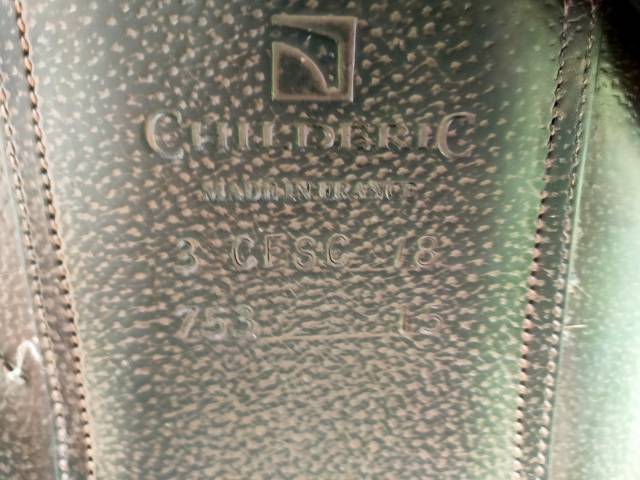 CHILDERIC
MADE IN FRANCE
3 CFSC 18
753 15